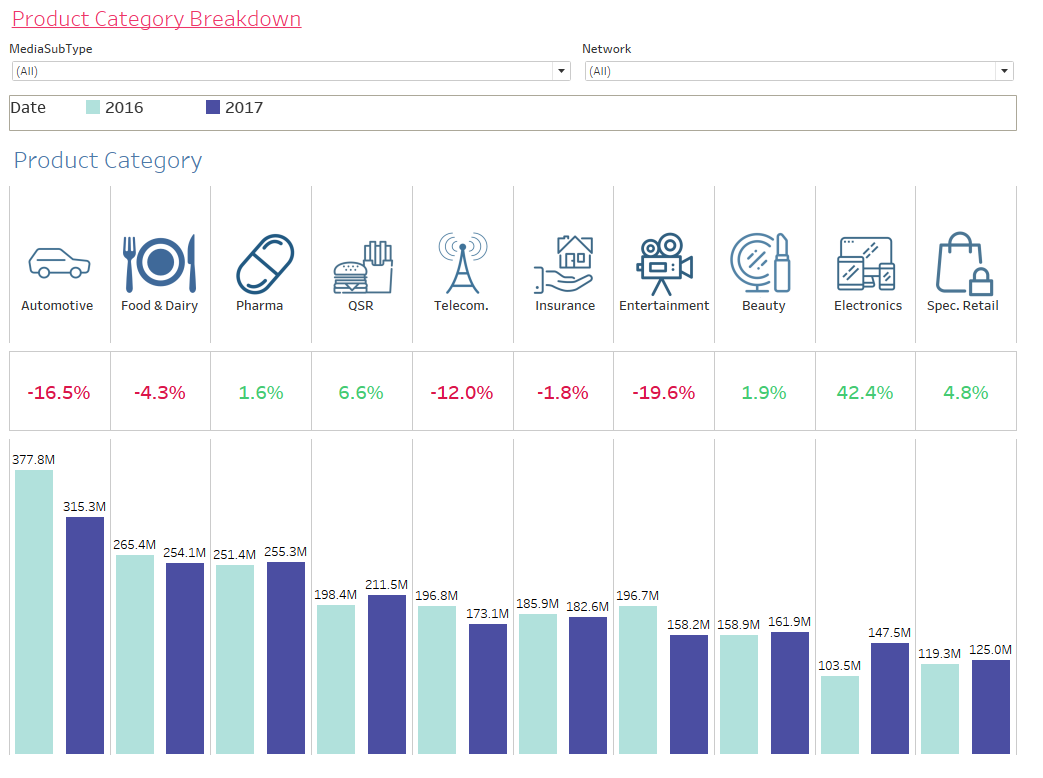 Product Category Breakdown
MediaSubType Network
(All) (All)
Date 2016 2017
Product Category
Automotive Food & Dairy Pharma QSR Telecom. Insurance Entertainment Beauty Electronics Spec. Retail
-16.5% -4.3% 1.6% 6.6% -12.0% -1.8% -19.6% 1.9% 42.4% 4.8%
377.8M 315.3M 265.4M 254.1M 251.4M 255.3M 198.4M 211.5M 196.8M 173.1M 185.9M 182.6M 196.7M 158.2M 158.9M 161.9M 103.5M 147.5M 119.3M 125.0M